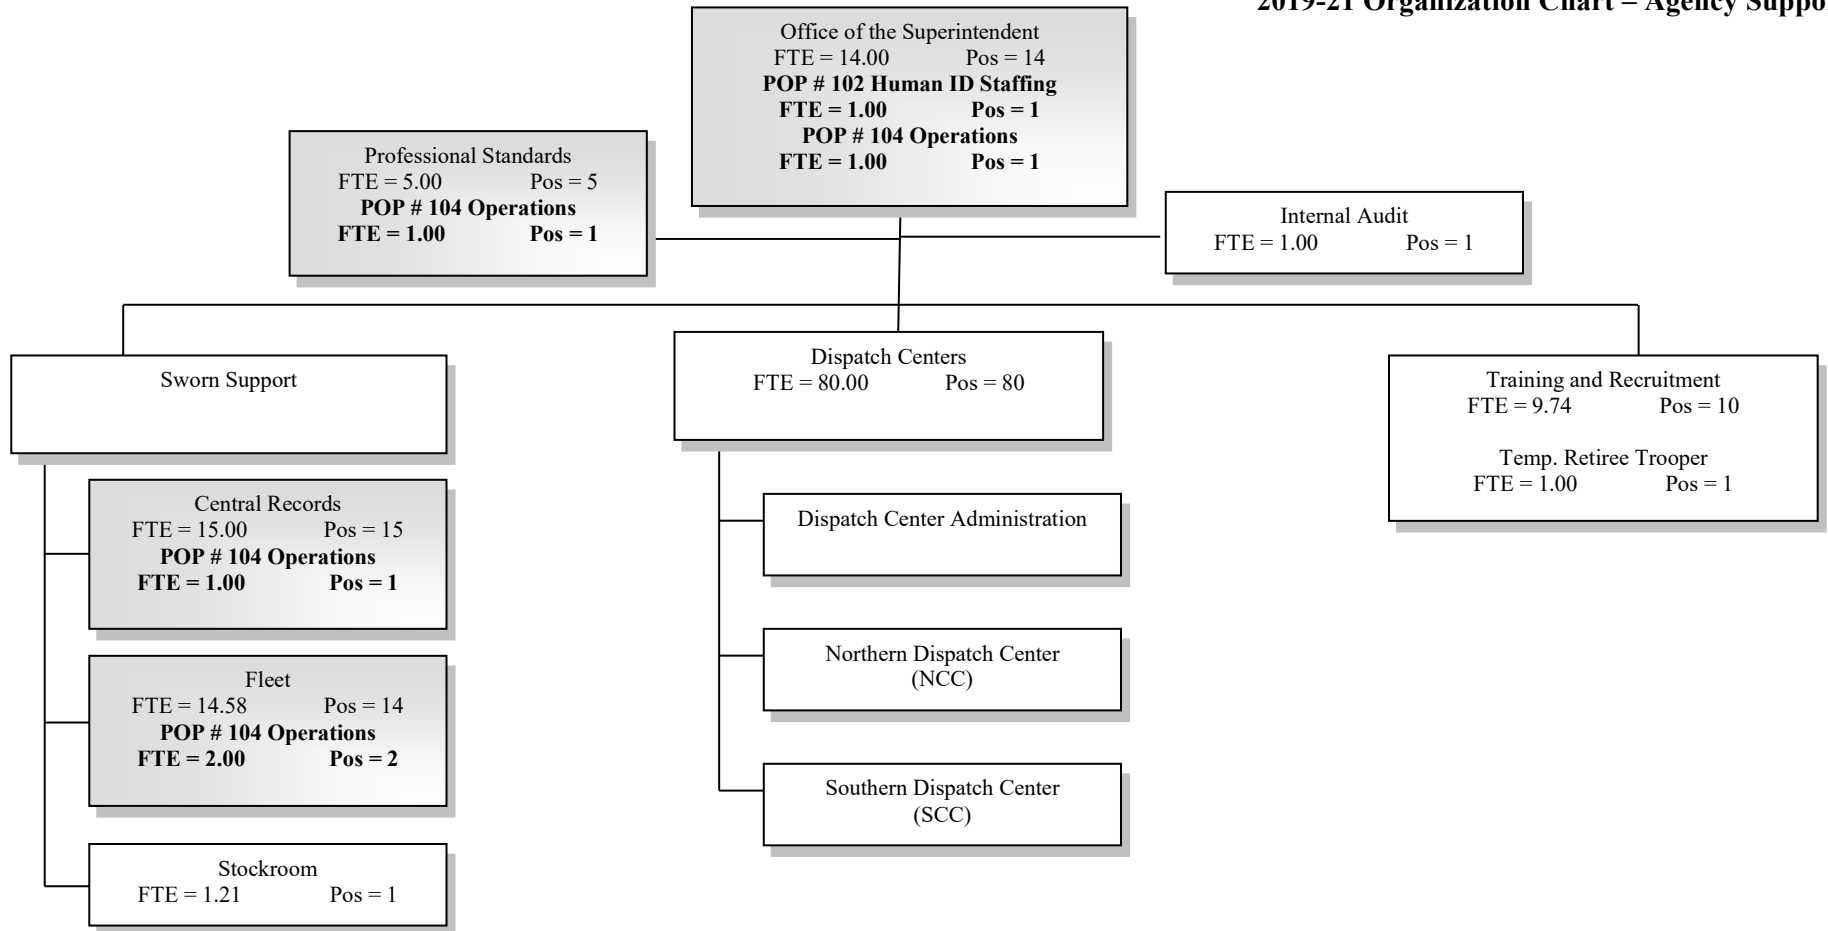 2019-21 Organization Chart – Agency Suppo
Office of the Superintendent
FTE = 14.00 Pos = 14
POP # 102 Human ID Staffing
FTE = 1.00 Pos = 1
POP # 104 Operations
FTE = 1.00 Pos = 1
Professional Standards
FTE = 5.00 Pos = 5
POP # 104 Operations
FTE = 1.00 Pos = 1
Internal Audit
FTE = 1.00 Pos = 1
Sworn Support
Central Records
FTE = 15.00 Pos = 15
POP # 104 Operations
FTE = 1.00 Pos = 1
Fleet
FTE = 14.58 Pos = 14
POP # 104 Operations
FTE = 2.00 Pos = 2
Stockroom
FTE = 1.21 Pos = 1
Dispatch Centers
FTE = 80.00 Pos = 80
Dispatch Center Administration
Northern Dispatch Center
(NCC)
Southern Dispatch Center
(SCC)
Training and Recruitment
FTE = 9.74 Pos = 10
Temp. Retiree Trooper
FTE = 1.00 Pos = 1